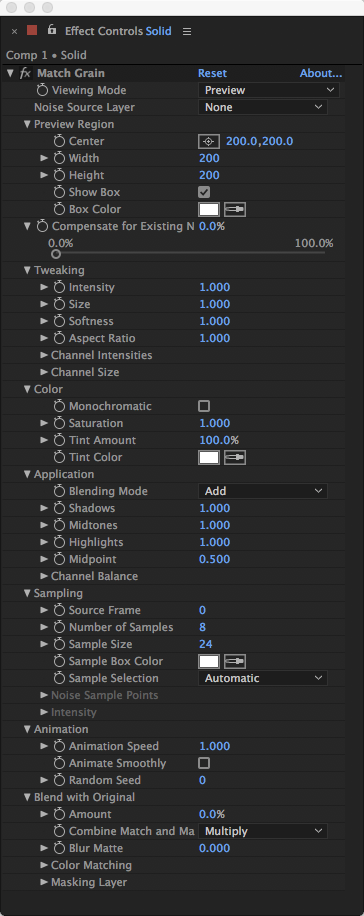 Effect Controls Solid
Comp 1 • Solid
fx Match Grain Reset About...
Viewing Mode Preview
Noise Source Layer None
Preview Region
Center 200.0,200.0
Width 200
Height 200
Show Box
Box Color
Compensate for Existing N 0.0%
0.0% 100.0%
Tweaking
Intensity 1.000
Size 1.000
Softness 1.000
Aspect Ratio 1.000
Channel Intensities
Channel Size
Color
Monochromatic
Saturation 1.000
Tint Amount 100.0%
Tint Color
Application
Blending Mode Add
Shadows 1.000
Midtones 1.000
Highlights 1.000
Midpoint 0.500
Channel Balance
Sampling
Source Frame 0
Number of Samples 8
Sample Size 24
Sample Box Color
Sample Selection Automatic
Noise Sample Points
Intensity
Animation
Animation Speed 1.000
Animate Smoothly
Random Seed 0
Blend with Original
Amount 0.0%
Combine Match and Ma Multiply
Blur Matte 0.000
Color Matching
Masking Layer